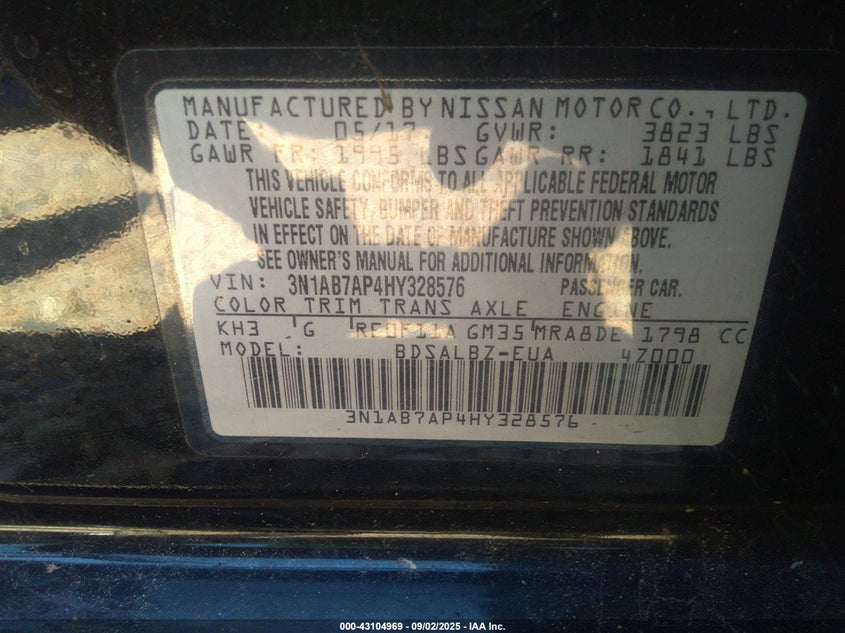 MANUFACTURED BY NISSAN MOTOR CO., LTD.
DATE: 05/17 GVWR: 3823 LBS
GAWR FR: 1945 LBS GAWR RR: 1841 LBS
THIS VEHICLE CONFORMS TO ALL APPLICABLE FEDERAL MOTOR
VEHICLE SAFETY, BUMPER AND THEFT PREVENTION STANDARDS
IN EFFECT ON THE DATE OF MANUFACTURE SHOWN ABOVE.
SEE OWNER'S MANUAL FOR ADDITIONAL INFORMATION.
VIN: 3N1AB7AP4HY328576 PASSENGER CAR.
COLOR TRIM TRANS AXLE ENGINE
KH3 G RE0F11A GM35 MRA8DE 1798 CC
MODEL: BDSALBZ-EUA 4Z000
3N1AB7AP4HY328576
000-43104969 - 09/02/2025 - IAA Inc.